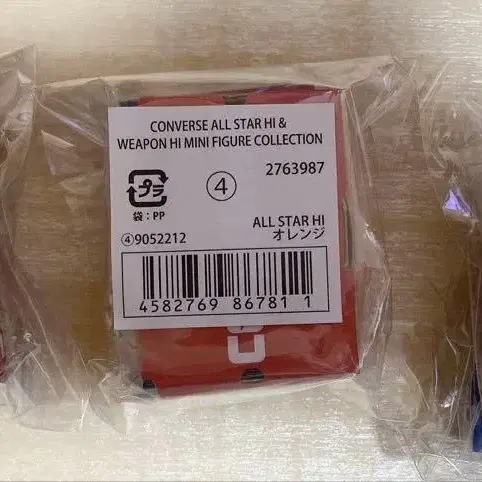 CONVERSE ALL STAR HI &
WEAPON HI MINI FIGURE COLLECTION
2763987
プラ
④
袋：PP
ALL STAR HI
④9052212
オレンジ
4582769 86781 1